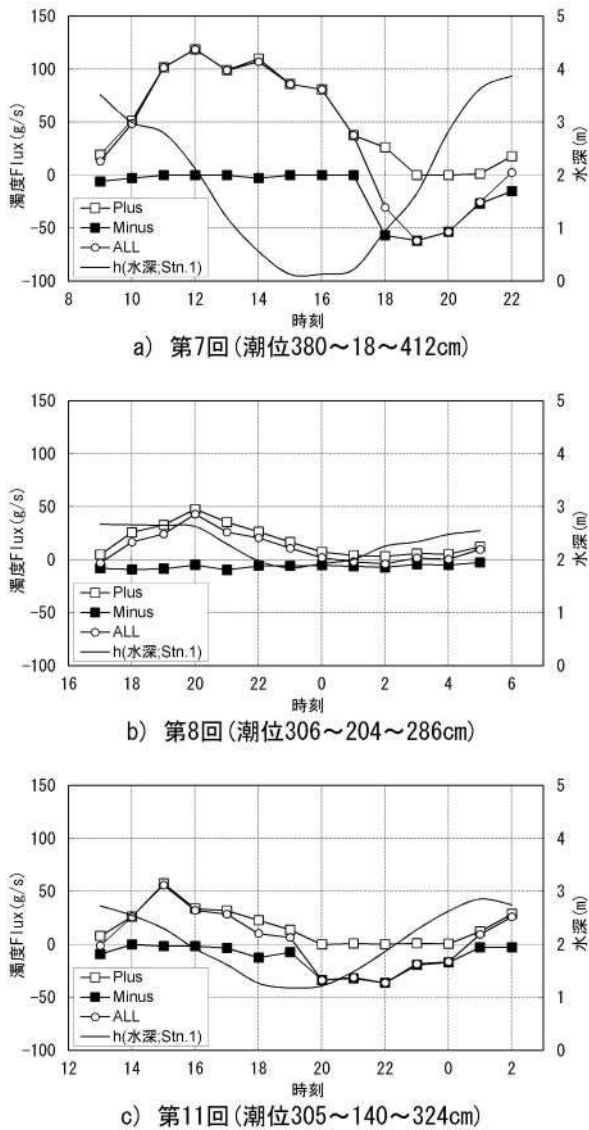 150
100
50
0
-50
-100
濁度Flux(g/s)
5
4
3
2
1
0
水深(m)
Plus
Minus
ALL
h(水深;Stn.1)
8 10 12 14 16 18 20 22
時刻
a) 第7回(潮位380～18～412cm)
150
100
50
0
-50
-100
濁度Flux(g/s)
5
4
3
2
1
0
水深(m)
Plus
Minus
ALL
h(水深;Stn.1)
16 18 20 22 0 2 4 6
時刻
b) 第8回(潮位306～204～286cm)
150
100
50
0
-50
-100
濁度Flux(g/s)
5
4
3
2
1
0
水深(m)
Plus
Minus
ALL
h(水深;Stn.1)
12 14 16 18 20 22 0 2
時刻
c) 第11回(潮位305～140～324cm)